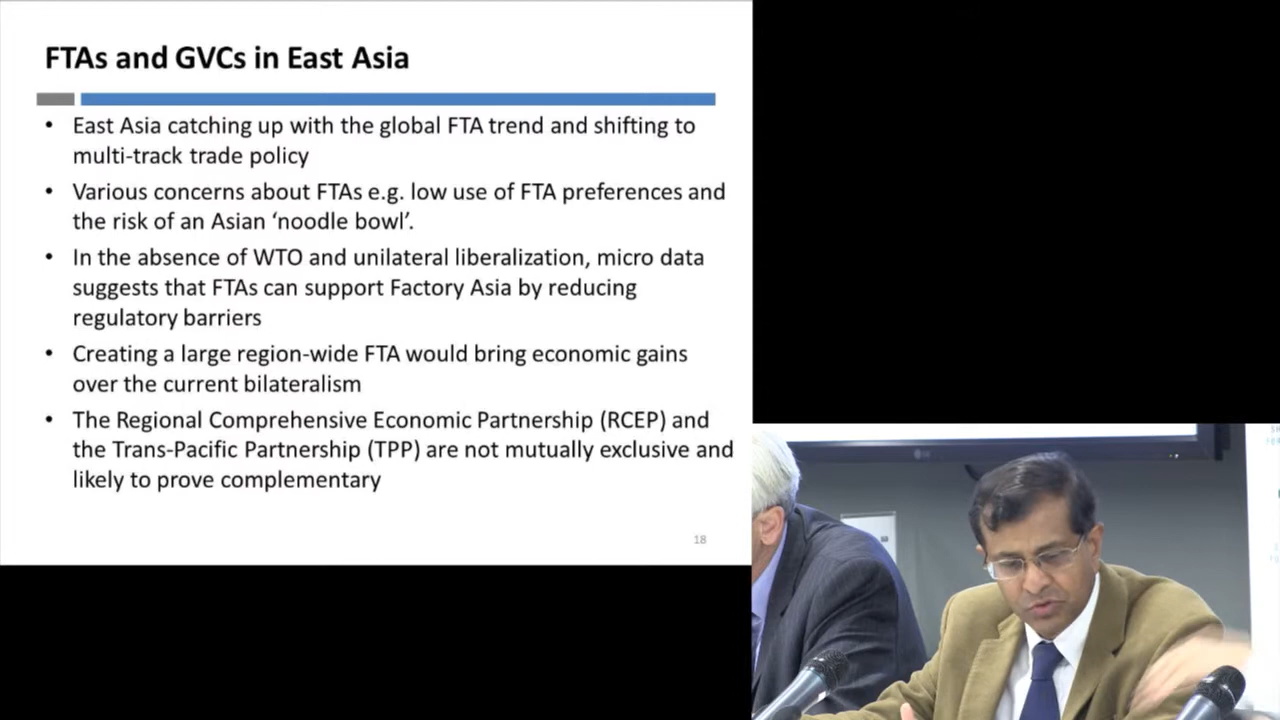 FTAs and GVCs in East Asia
• East Asia catching up with the global FTA trend and shifting to
multi-track trade policy
• Various concerns about FTAs e.g. low use of FTA preferences and
the risk of an Asian ‘noodle bowl’.
• In the absence of WTO and unilateral liberalization, micro data
suggests that FTAs can support Factory Asia by reducing
regulatory barriers
• Creating a large region-wide FTA would bring economic gains
over the current bilateralism
• The Regional Comprehensive Economic Partnership (RCEP) and
the Trans-Pacific Partnership (TPP) are not mutually exclusive and
likely to prove complementary
18
LG